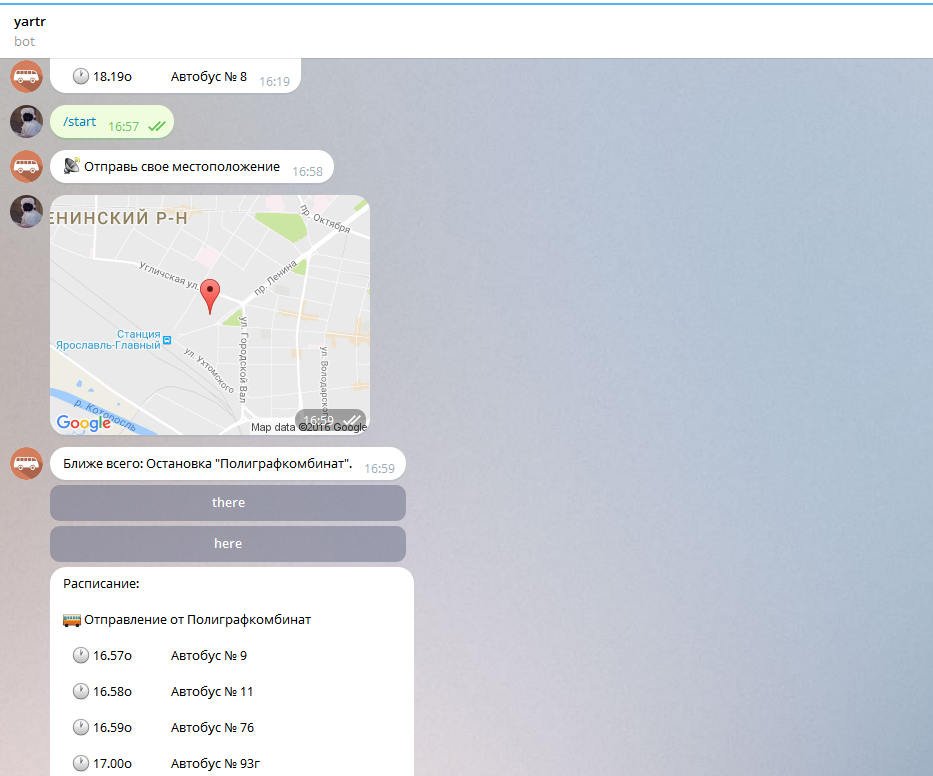 yartr
bot
18.19о Автобус № 8 16:19
/start 16:57
Отправь свое местоположение 16:58
ЕНИНСКИЙ Р-Н
пр. Октября
Угличская ул.
пр. Ленина
Станция
Ярославль-Главный
ул. Ухтомского
ул. Городской Вал
ул. Володарског
р. Которосль
Google
16:59
Map data ©2016 Google
Ближе всего: Остановка "Полиграфкомбинат". 16:59
there
here
Расписание:
Отправление от Полиграфкомбинат
16.57о Автобус № 9
16.58о Автобус № 11
16.59о Автобус № 76
17.00о Автобус № 93г